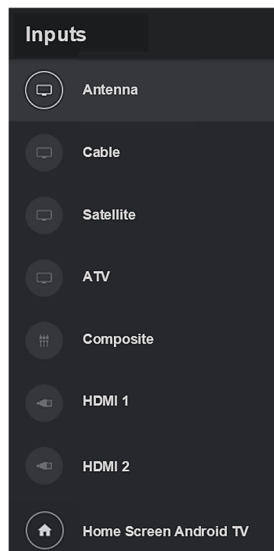 Inputs
Antenna
Cable
Satellite
ATV
Composite
HDMI 1
HDMI 2
Home Screen Android TV